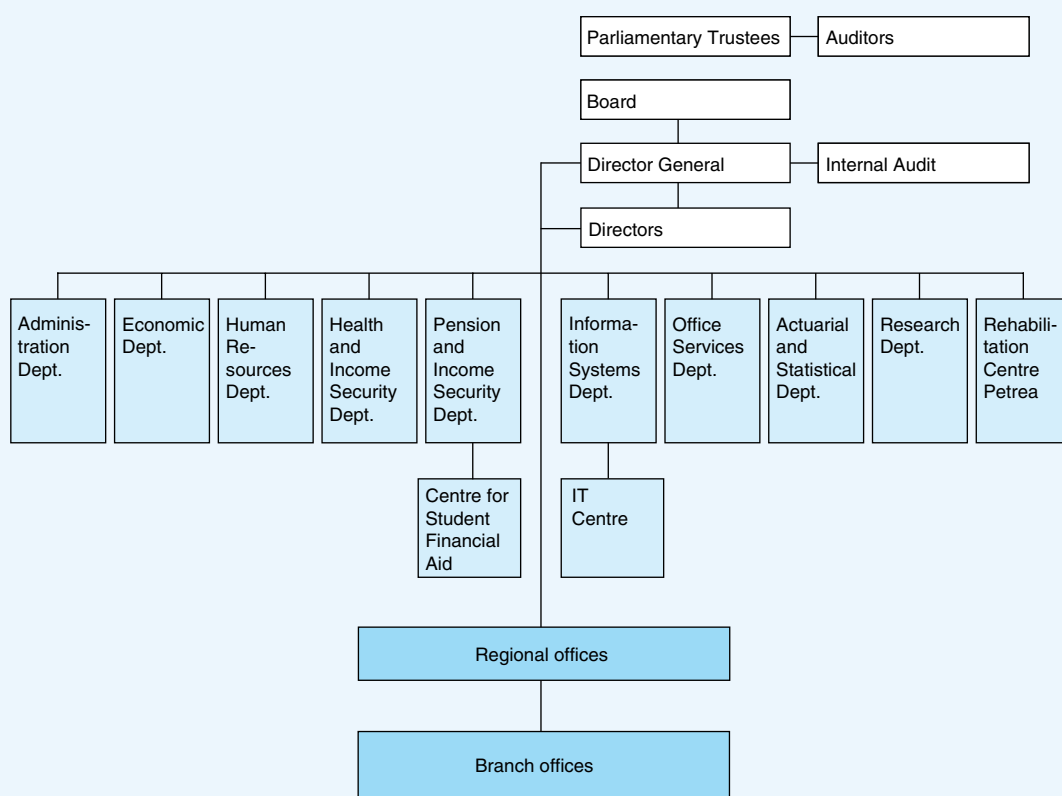 Parliamentary Trustees
Auditors
Board
Director General
Internal Audit
Directors
Adminis-
tration
Dept.
Economic
Dept.
Human
Re-
sources
Dept.
Health
and
Income
Security
Dept.
Pension
and
Income
Security
Dept.
Informa-
tion
Systems
Dept.
Office
Services
Dept.
Actuarial
and
Statistical
Dept.
Research
Dept.
Rehabili-
tation
Centre
Petrea
Centre for
Student
Financial
Aid
IT
Centre
Regional offices
Branch offices